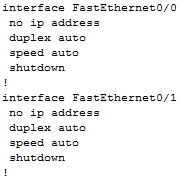 interface FastEthernet0/0
 no ip address
 duplex auto
 speed auto
 shutdown
!
interface FastEthernet0/1
 no ip address
 duplex auto
 speed auto
 shutdown
!